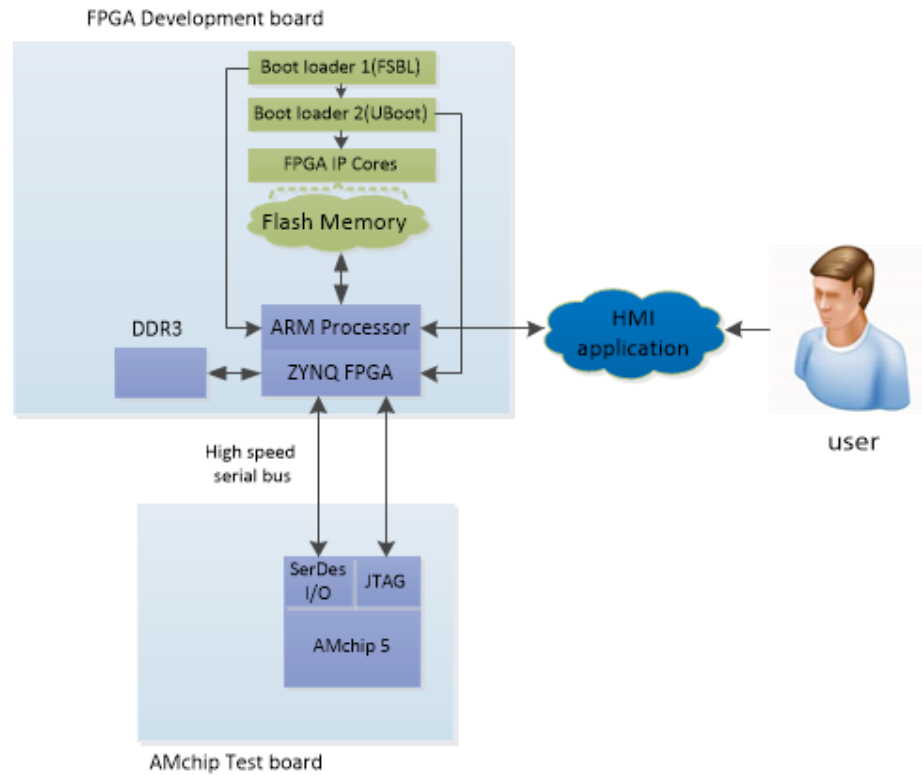 FPGA Development board
Boot loader 1(FSBL)
Boot loader 2(UBoot)
FPGA IP Cores
Flash Memory
DDR3
ARM Processor
ZYNQ FPGA
HMI
application
user
High speed
serial bus
SerDes
I/O
JTAG
AMchip 5
AMchip Test board